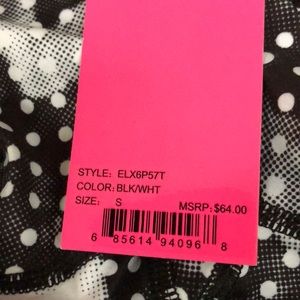 STYLE: ELX6P57T
COLOR: BLK/WHT
SIZE: S MSRP: $64.00
6 85614 94096 8